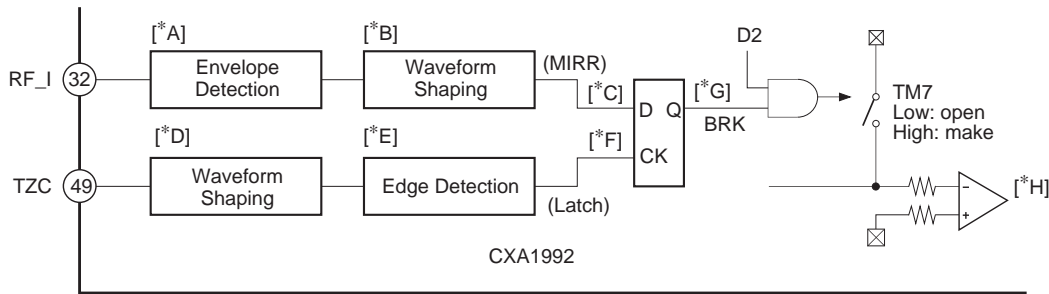 [*A]
[*B]
RF_I
32
Envelope
Detection
Waveform
Shaping
(MIRR)
[*C]
D
Q
[*G]
BRK
D2
TM7
Low: open
High: make
[*D]
[*E]
[*F]
CK
TZC
49
Waveform
Shaping
Edge Detection
(Latch)
−
+
[*H]
CXA1992